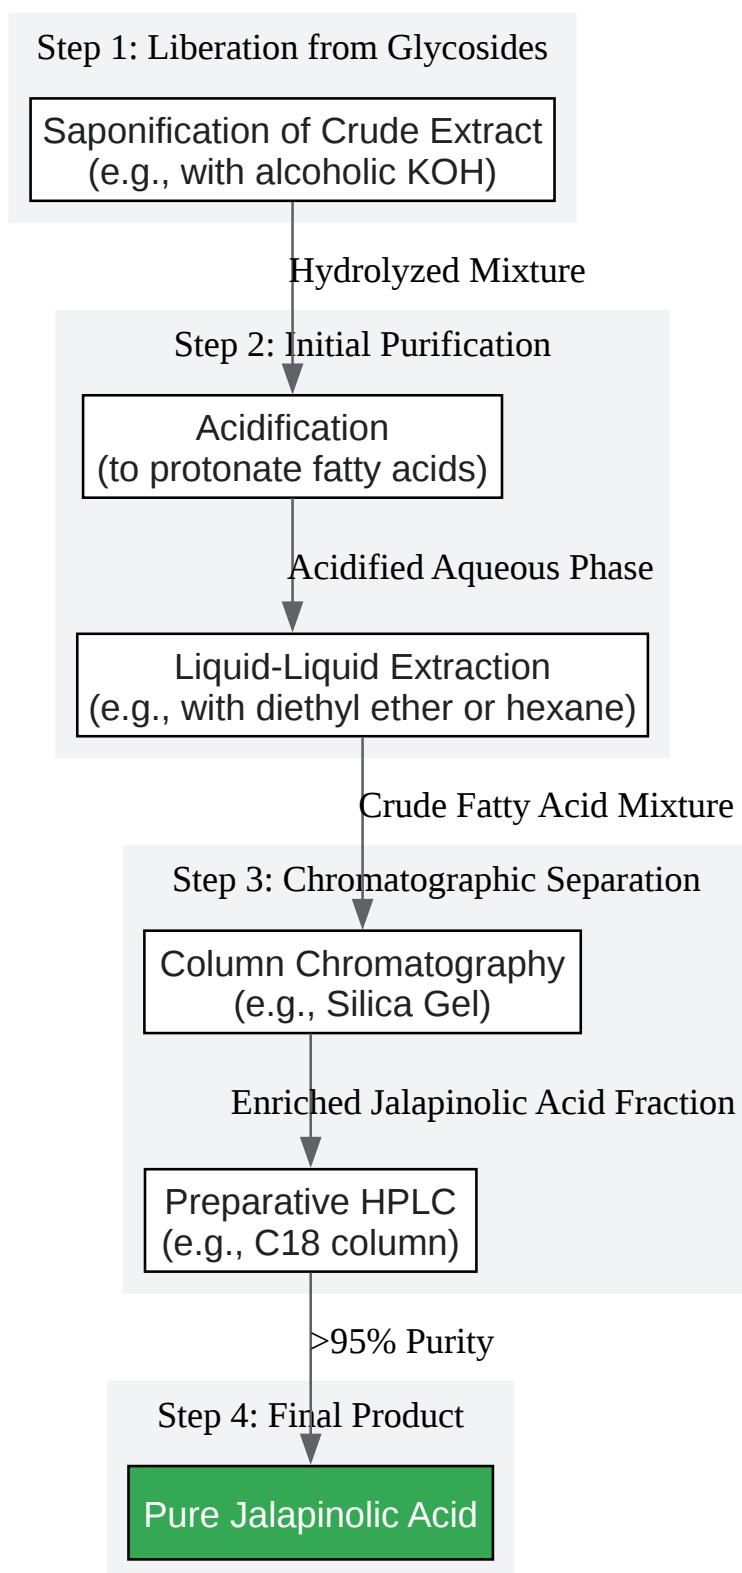 Step 1: Liberation from Glycosides
Saponification of Crude Extract
(e.g., with alcoholic KOH)
Hydrolyzed Mixture
Step 2: Initial Purification
Acidification
(to protonate fatty acids)
Acidified Aqueous Phase
Liquid-Liquid Extraction
(e.g., with diethyl ether or hexane)
Crude Fatty Acid Mixture
Step 3: Chromatographic Separation
Column Chromatography
(e.g., Silica Gel)
Enriched Jalapinolic Acid Fraction
Preparative HPLC
(e.g., C18 column)
>95% Purity
Step 4: Final Product
Pure Jalapinolic Acid